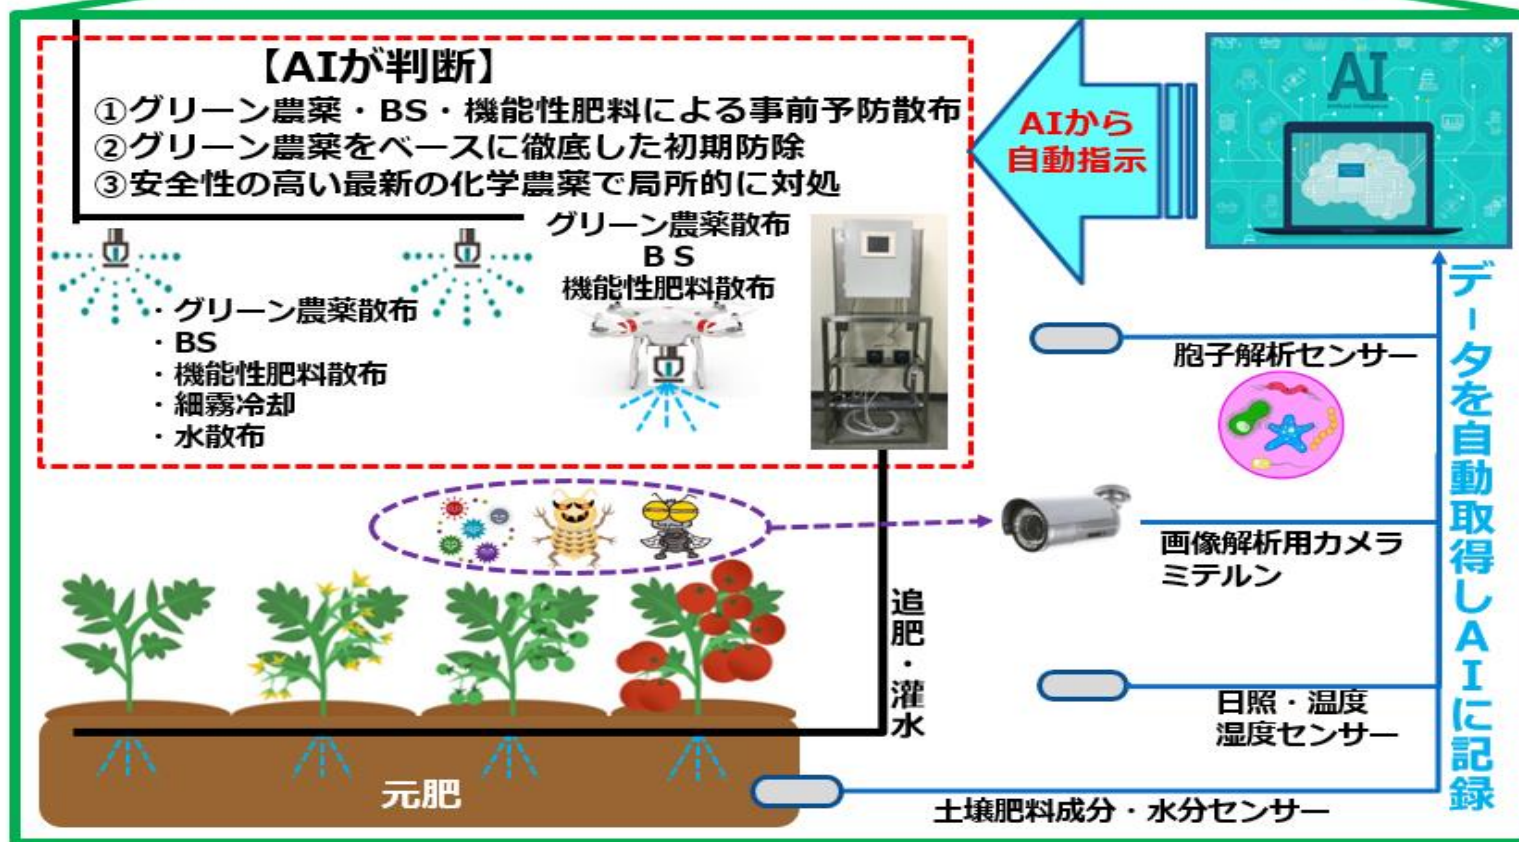 【AIが判断】
①グリーン農薬・BS・機能性肥料による事前予防散布
②グリーン農薬をベースに徹底した初期防除
③安全性の高い最新の化学農薬で局所的に対処
AIから
自動指示
AI
グリーン農薬散布
ＢＳ
機能性肥料散布
・グリーン農薬散布
・BS
・機能性肥料散布
・細霧冷却
・水散布
胞子解析センサー
画像解析用カメラ
ミテルン
日照・温度
湿度センサー
土壌肥料成分・水分センサー
追肥・灌水
元肥
データを自動取得しAIに記録